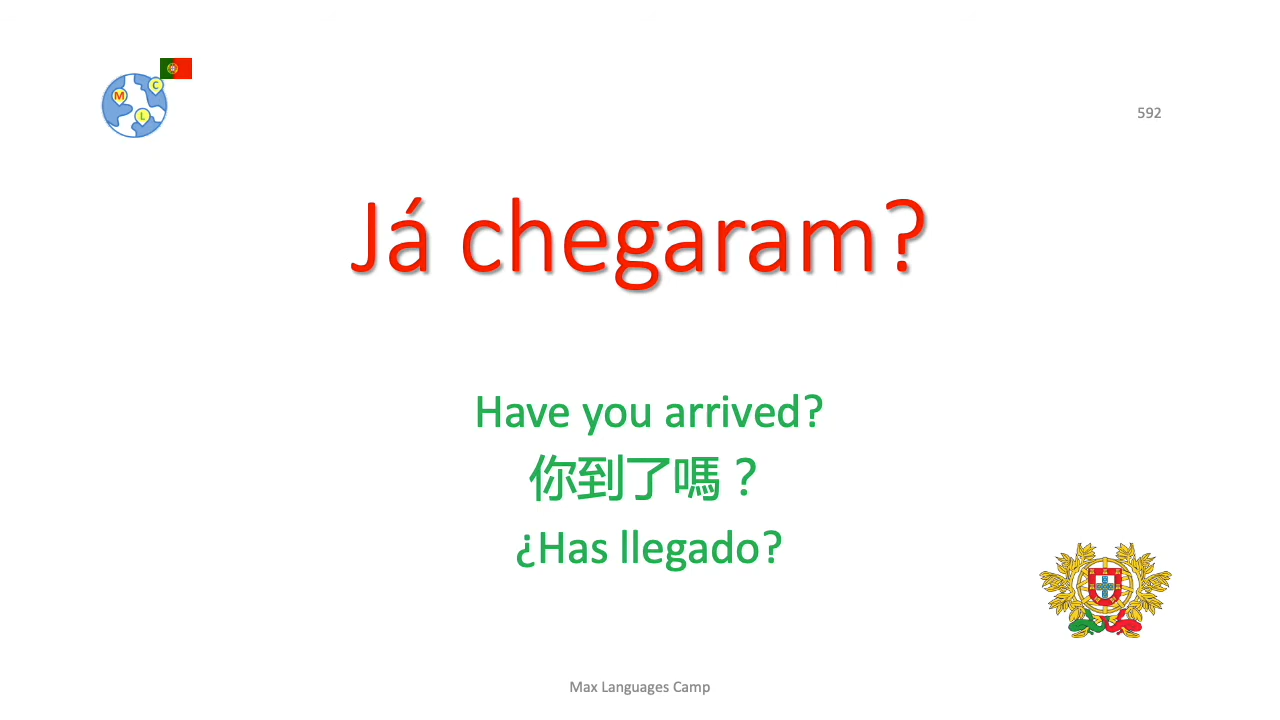 M
C
L
592
Já chegaram?
Have you arrived?
你到了嗎？
¿Has llegado?
Max Languages Camp